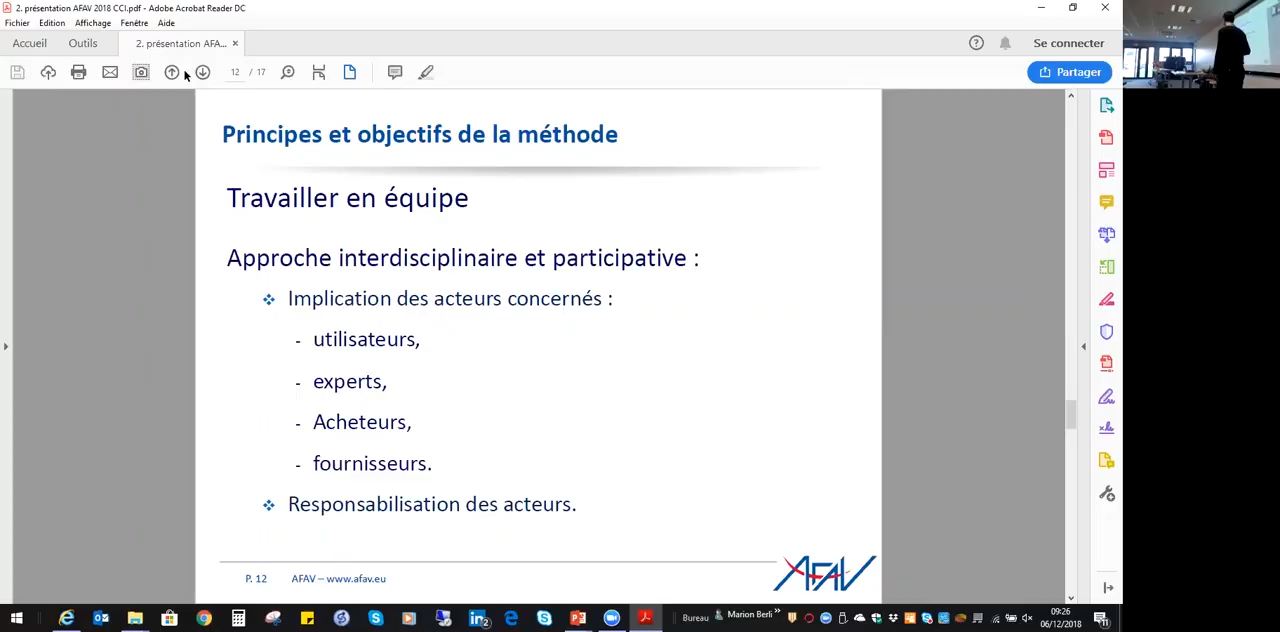 2. présentation AFAV 2018 CCI.pdf - Adobe Acrobat Reader DC
Fichier Edition Affichage Fenêtre Aide
Accueil Outils 2. présentation AFA... × Se connecter
12 / 17 Partager
Principes et objectifs de la méthode
Travailler en équipe
Approche interdisciplinaire et participative :
❖ Implication des acteurs concernés :
- utilisateurs,
- experts,
- Acheteurs,
- fournisseurs.
❖ Responsabilisation des acteurs.
P. 12 AFAV – www.afav.eu
AFAV
Bureau Marion Berli » 09:26
06/12/2018